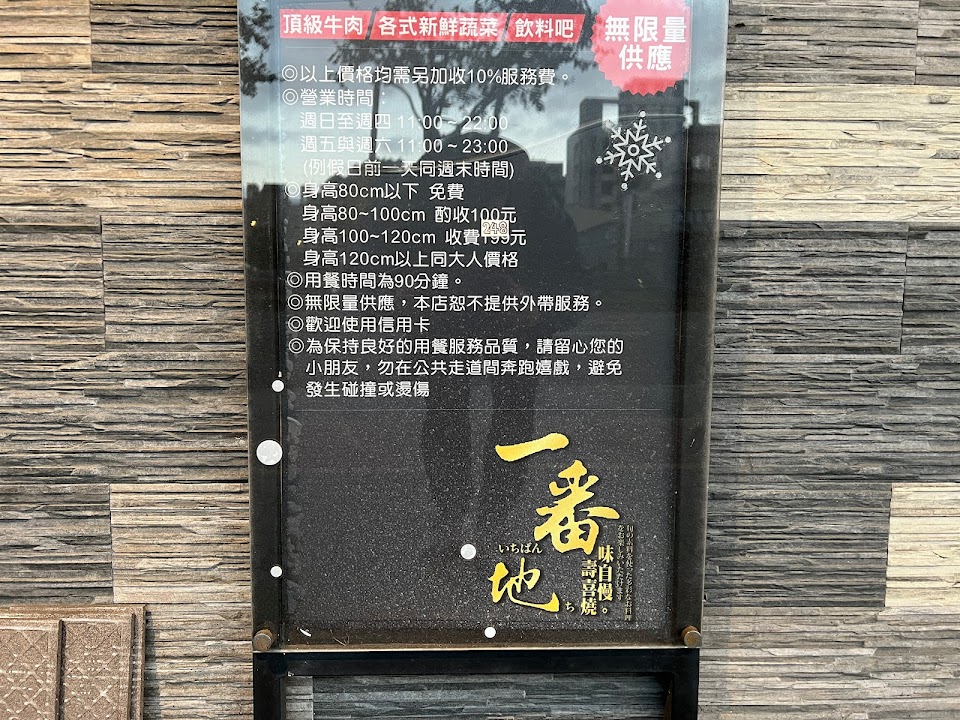 頂級牛肉 各式新鮮蔬菜 飲料吧
無限量
供應
◎以上價格均需另加收10%服務費。
◎營業時間：
週日至週四 11:00～22:00
週五與週六 11:00～23:00
(例假日前一天同週末時間)
◎身高80cm以下 免費
身高80~100cm 酌收100元
248
身高100~120cm 收費199元
身高120cm以上同大人價格
◎用餐時間為90分鐘。
◎無限量供應，本店恕不提供外帶服務。
◎歡迎使用信用卡
◎為保持良好的用餐服務品質，請留心您的
小朋友，勿在公共走道間奔跑嬉戲，避免
發生碰撞或燙傷
一番地
いちばん
ち
味自慢。
壽喜燒